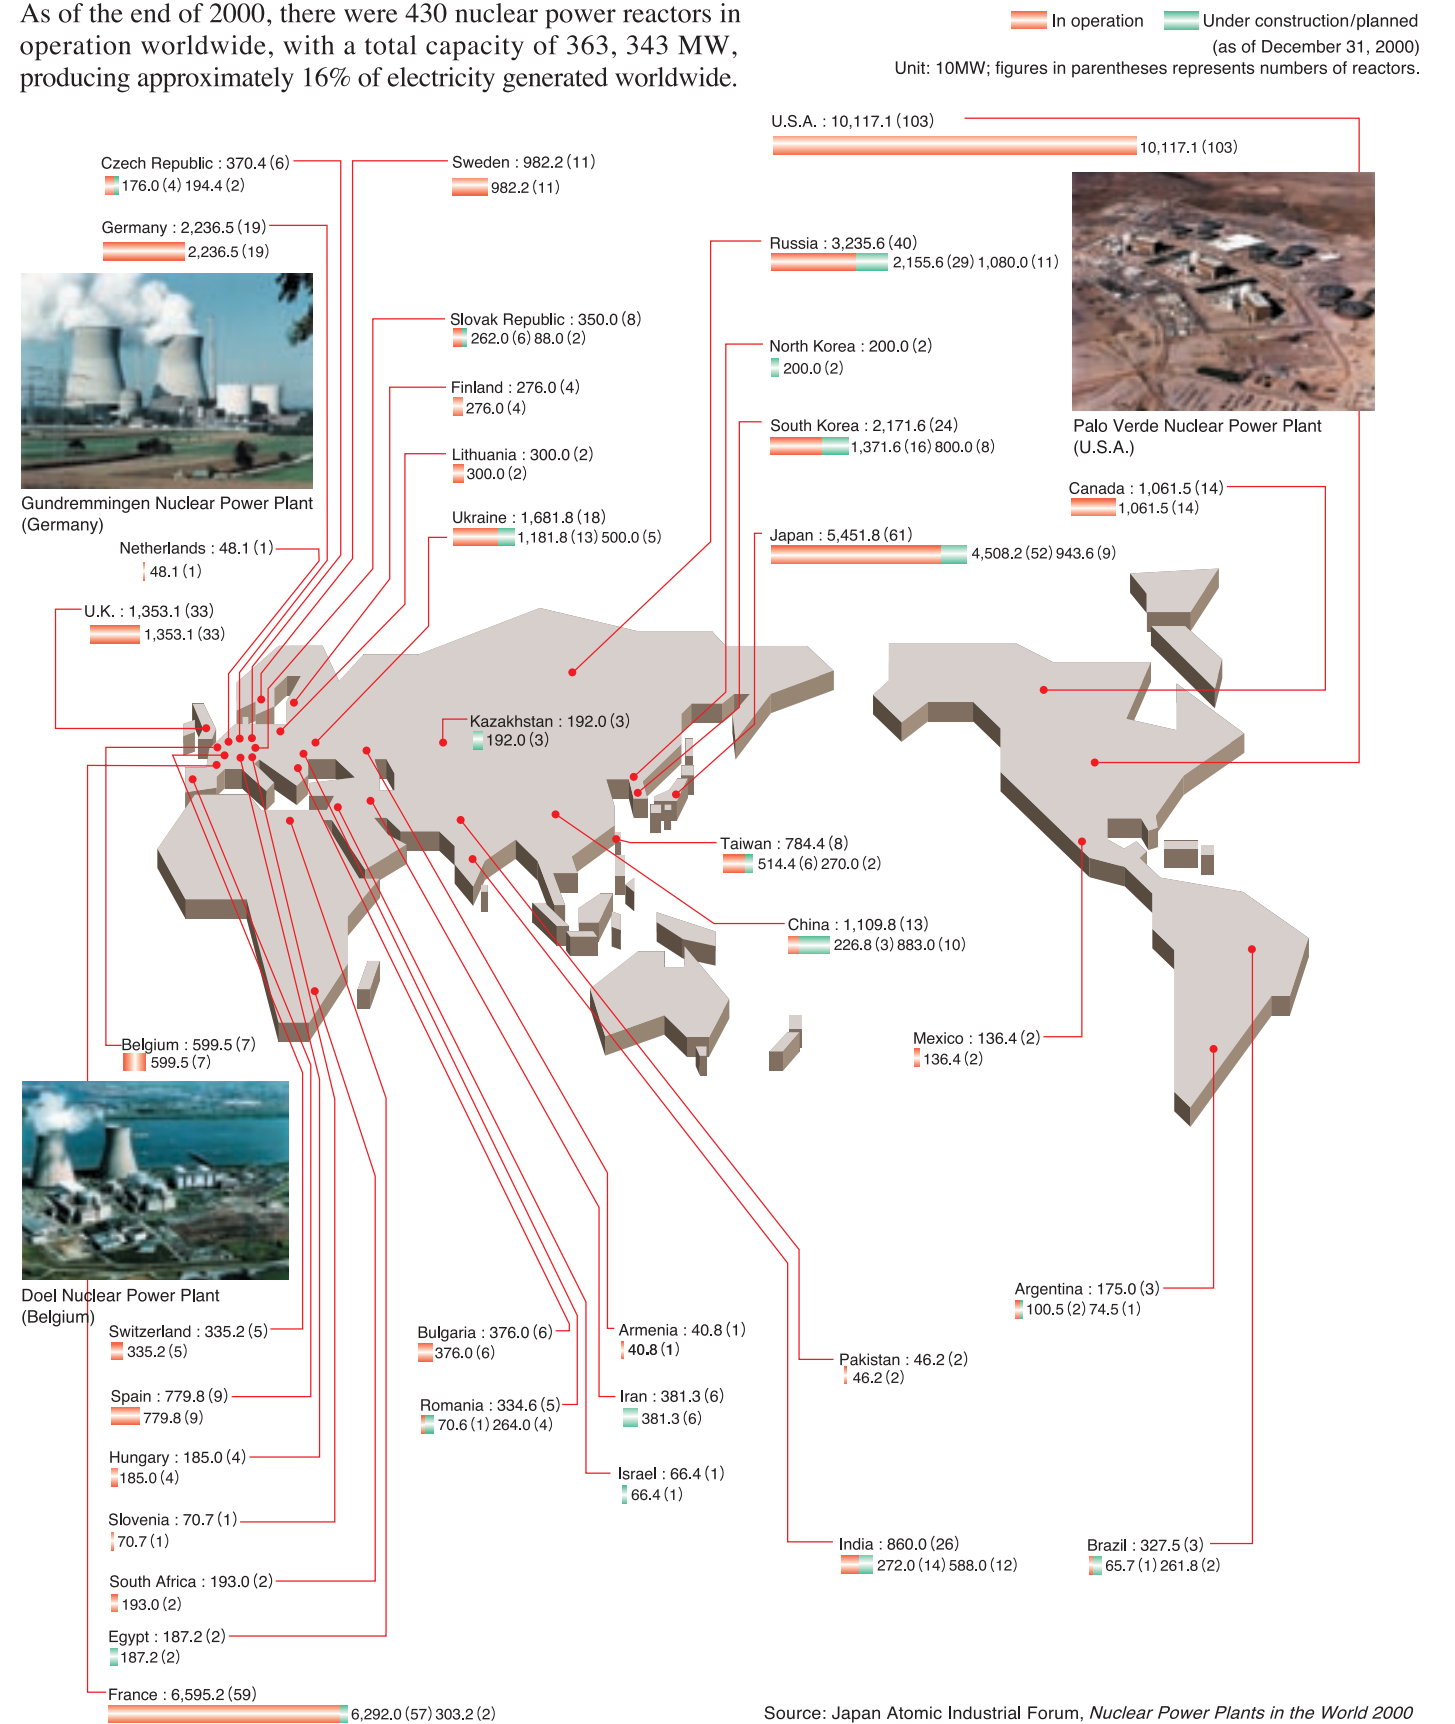 As of the end of 2000, there were 430 nuclear power reactors in
operation worldwide, with a total capacity of 363, 343 MW,
producing approximately 16% of electricity generated worldwide.
In operation
Under construction/planned
(as of December 31, 2000)
Unit: 10MW; figures in parentheses represents numbers of reactors.
U.S.A. : 10,117.1 (103)
10,117.1 (103)
Czech Republic : 370.4 (6)
176.0 (4) 194.4 (2)
Sweden : 982.2 (11)
982.2 (11)
Germany : 2,236.5 (19)
2,236.5 (19)
Russia : 3,235.6 (40)
2,155.6 (29) 1,080.0 (11)
Slovak Republic : 350.0 (8)
262.0 (6) 88.0 (2)
North Korea : 200.0 (2)
200.0 (2)
Finland : 276.0 (4)
276.0 (4)
South Korea : 2,171.6 (24)
1,371.6 (16) 800.0 (8)
Palo Verde Nuclear Power Plant
(U.S.A.)
Lithuania : 300.0 (2)
300.0 (2)
Canada : 1,061.5 (14)
1,061.5 (14)
Gundremmingen Nuclear Power Plant
(Germany)
Ukraine : 1,681.8 (18)
1,181.8 (13) 500.0 (5)
Japan : 5,451.8 (61)
4,508.2 (52) 943.6 (9)
Netherlands : 48.1 (1)
48.1 (1)
U.K. : 1,353.1 (33)
1,353.1 (33)
Kazakhstan : 192.0 (3)
192.0 (3)
Taiwan : 784.4 (8)
514.4 (6) 270.0 (2)
China : 1,109.8 (13)
226.8 (3) 883.0 (10)
Belgium : 599.5 (7)
599.5 (7)
Mexico : 136.4 (2)
136.4 (2)
Doel Nuclear Power Plant
(Belgium)
Argentina : 175.0 (3)
100.5 (2) 74.5 (1)
Switzerland : 335.2 (5)
335.2 (5)
Bulgaria : 376.0 (6)
376.0 (6)
Armenia : 40.8 (1)
40.8 (1)
Pakistan : 46.2 (2)
46.2 (2)
Spain : 779.8 (9)
779.8 (9)
Romania : 334.6 (5)
70.6 (1) 264.0 (4)
Iran : 381.3 (6)
381.3 (6)
Hungary : 185.0 (4)
185.0 (4)
Israel : 66.4 (1)
66.4 (1)
Slovenia : 70.7 (1)
70.7 (1)
India : 860.0 (26)
272.0 (14) 588.0 (12)
Brazil : 327.5 (3)
65.7 (1) 261.8 (2)
South Africa : 193.0 (2)
193.0 (2)
Egypt : 187.2 (2)
187.2 (2)
France : 6,595.2 (59)
6,292.0 (57) 303.2 (2)
Source: Japan Atomic Industrial Forum, Nuclear Power Plants in the World 2000